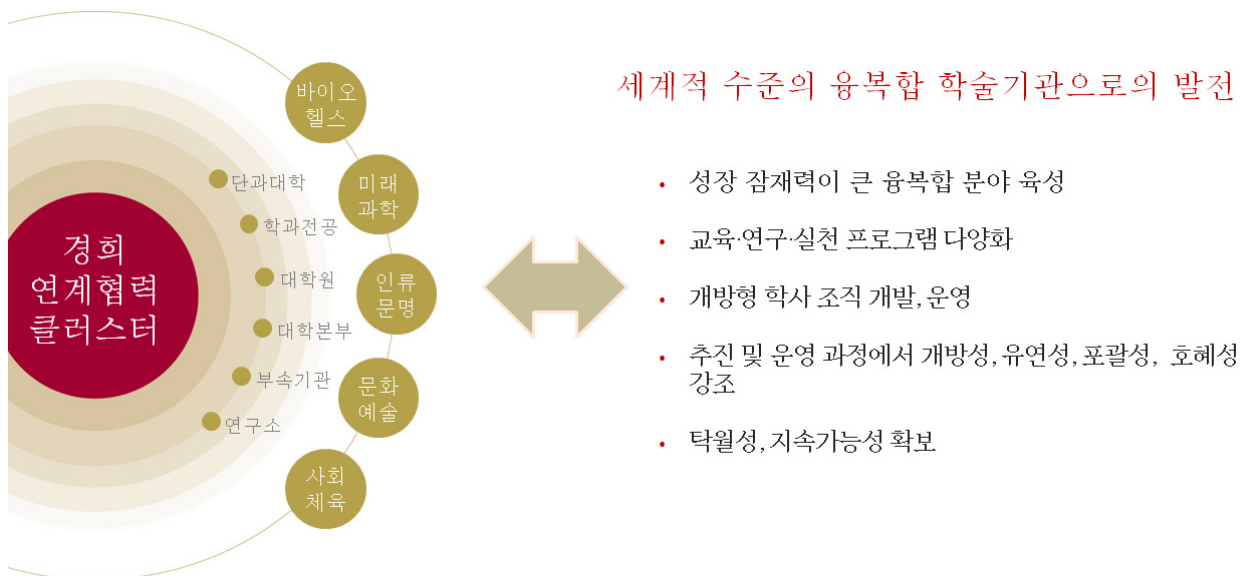 경희
연계협력
클러스터
단과대학
학과전공
대학원
대학본부
부속기관
연구소
바이오
헬스
미래
과학
인류
문명
문화
예술
사회
체육
세계적 수준의 융복합 학술기관으로의 발전
• 성장 잠재력이 큰 융복합 분야 육성
• 교육·연구·실천 프로그램 다양화
• 개방형 학사 조직 개발, 운영
• 추진 및 운영 과정에서 개방성, 유연성, 포괄성, 호혜성
강조
• 탁월성, 지속가능성 확보